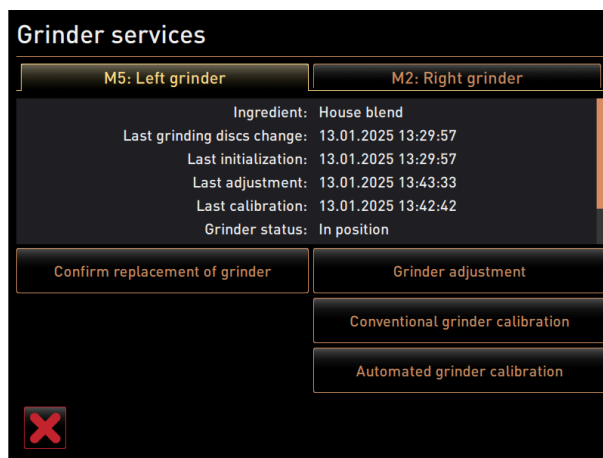 Grinder services
M5: Left grinder
M2: Right grinder
Ingredient: House blend
Last grinding discs change: 13.01.2025 13:29:57
Last initialization: 13.01.2025 13:29:57
Last adjustment: 13.01.2025 13:43:33
Last calibration: 13.01.2025 13:42:42
Grinder status: In position
Confirm replacement of grinder
Grinder adjustment
Conventional grinder calibration
Automated grinder calibration